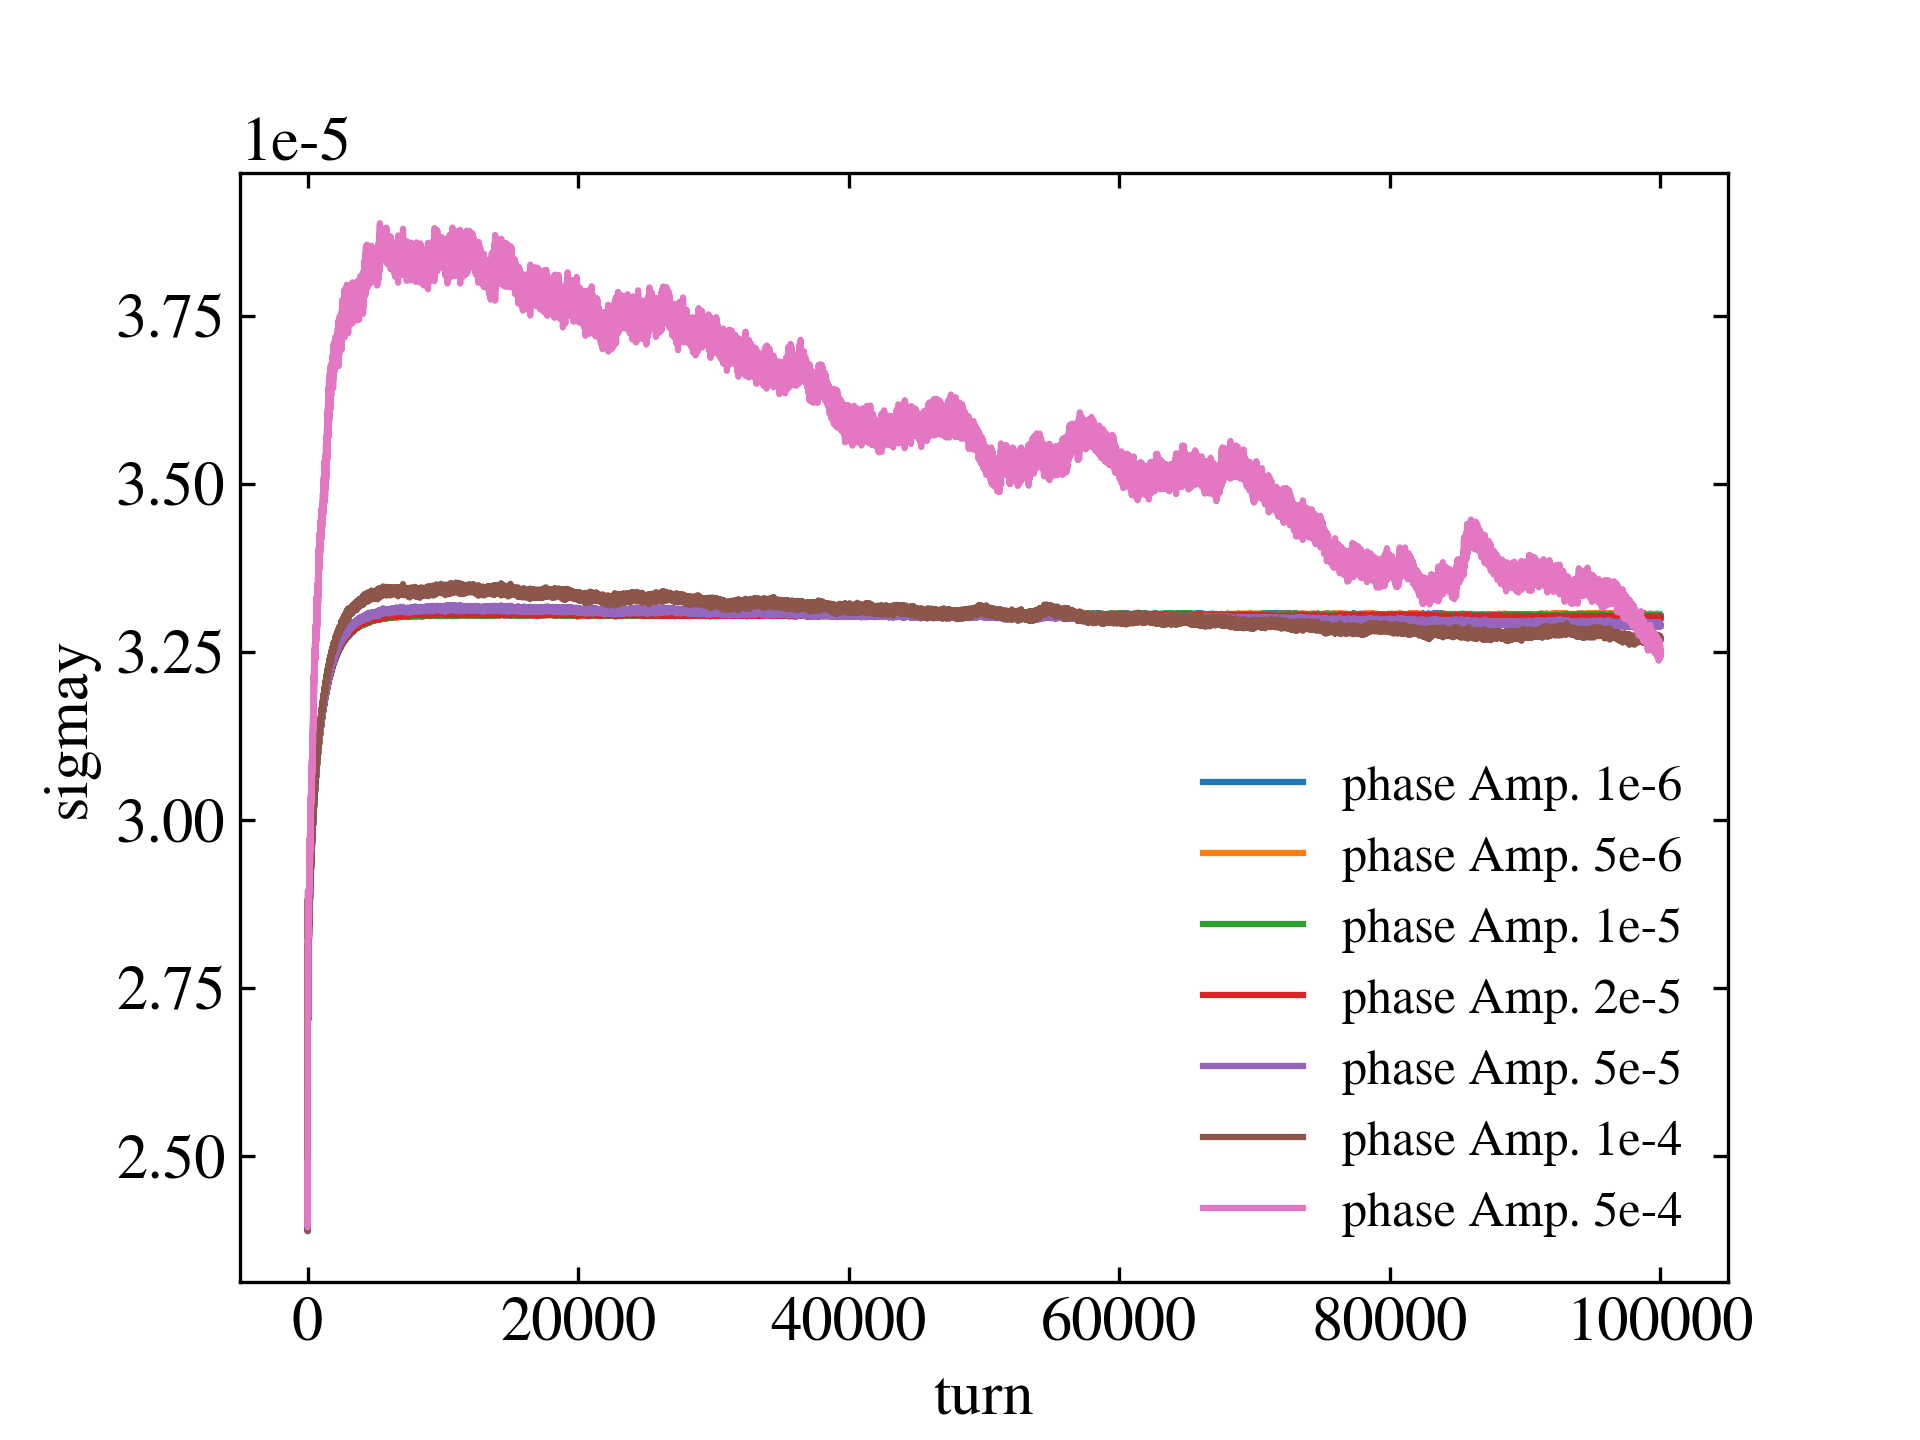 1e-5
3.75
3.50
3.25
3.00
2.75
2.50
sigmay
phase Amp. 1e-6
phase Amp. 5e-6
phase Amp. 1e-5
phase Amp. 2e-5
phase Amp. 5e-5
phase Amp. 1e-4
phase Amp. 5e-4
0 20000 40000 60000 80000 100000
turn